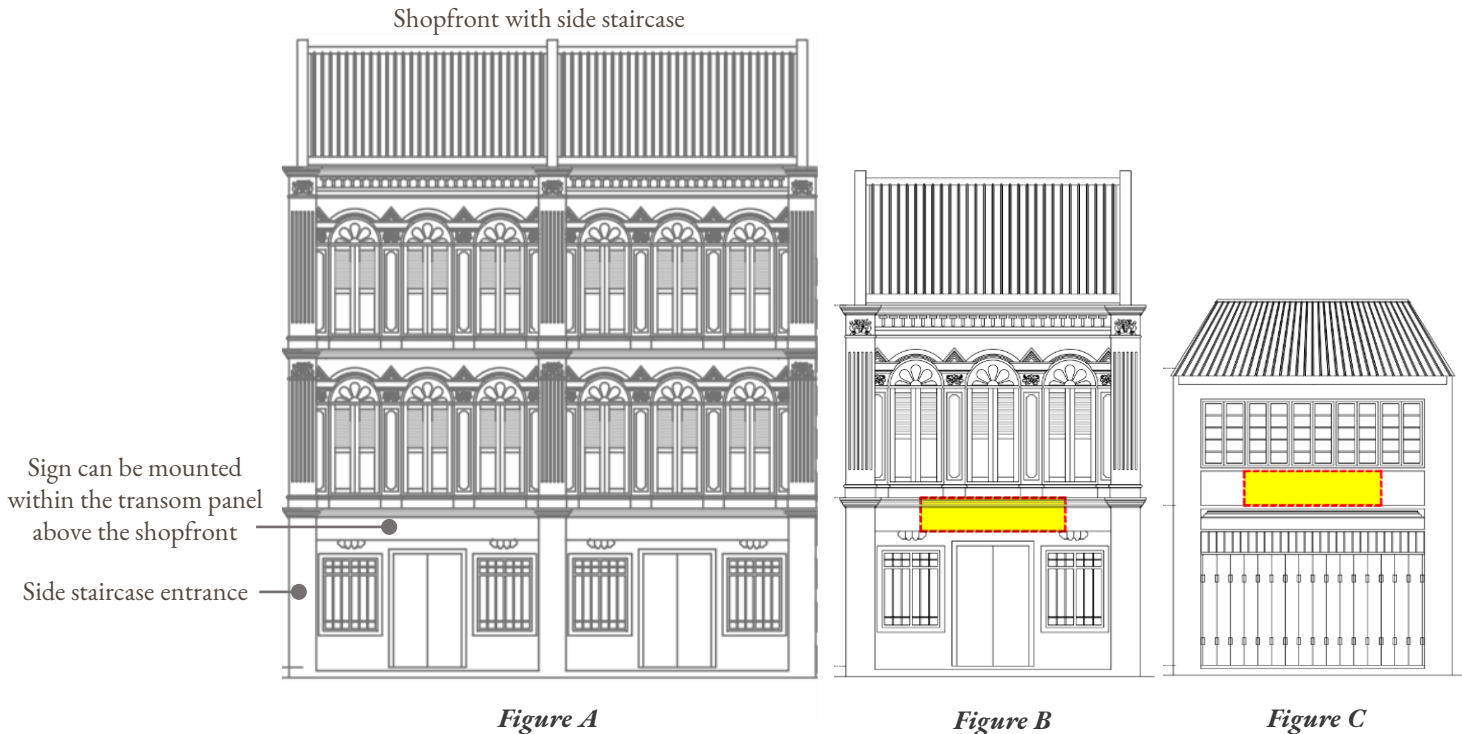 Shopfront with side staircase
Sign can be mounted
within the transom panel
above the shopfront
Side staircase entrance
Figure A
Figure B
Figure C